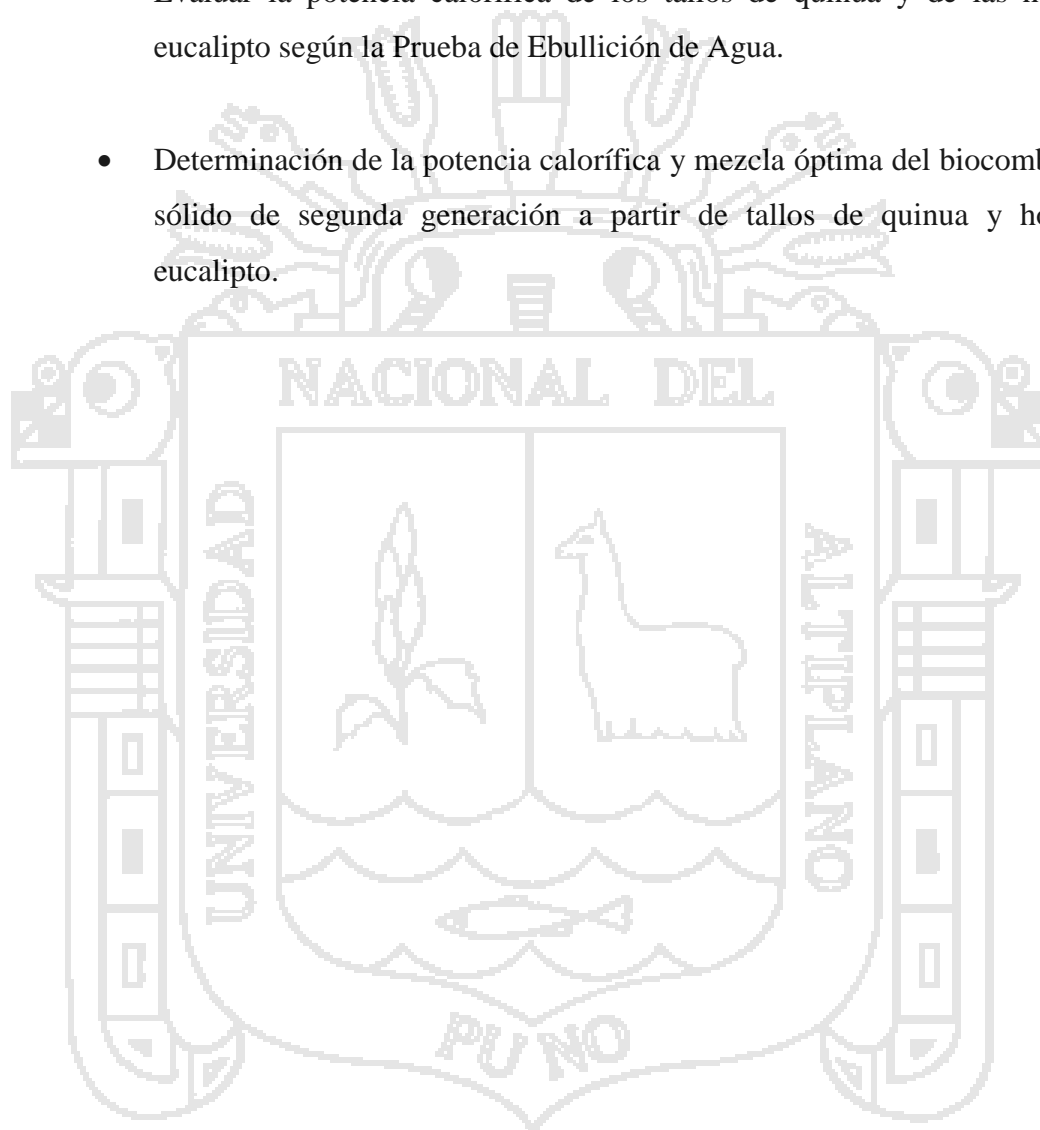 Evaluar la potencia calorífica de los tallos de quinua y de las
eucalipto según la Prueba de Ebullición de Agua.
• Determinación de la potencia calorífica y mezcla óptima del
sólido de segunda generación a partir de tallos de quinua y
eucalipto.
NACIONAL DEL
UNIVERSIDAD
ALTIPLANO
PUNO